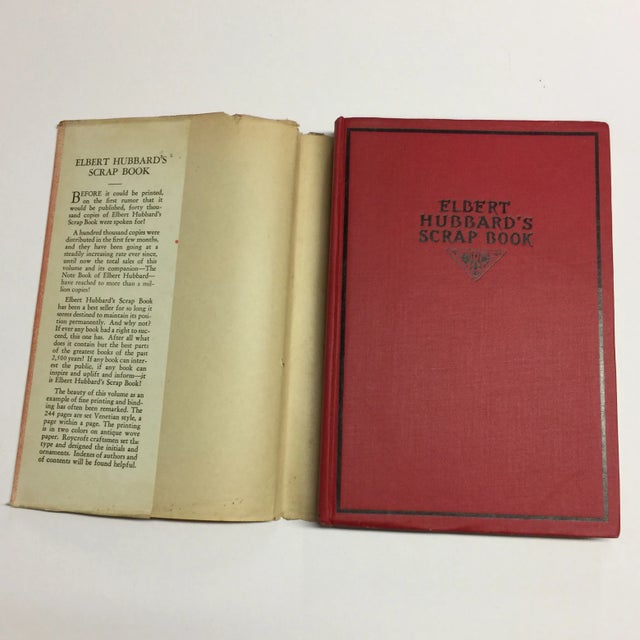 ELBERT HUBBARD'S
SCRAP BOOK
BEFORE it could be printed,
on the first rumor that it
would be published, forty thou-
sand copies of Elbert Hubbard's
Scrap Book were spoken for!
A hundred thousand copies were
distributed in the first few months,
and they have been going at a
steadily increasing rate ever since,
until now the total sales of this
volume and its companion—The
Note Book of Elbert Hubbard—
have reached to more than a mil-
lion copies!
Elbert Hubbard's Scrap Book
has been a best seller for so long it
seems destined to maintain its posi-
tion permanently. And why not?
If ever any book had a right to suc-
ceed, this one has. After all what
does it contain but the best parts
of the greatest books of the past
2,500 years! If any book can inter-
est the public, if any book can
inspire and uplift and inform—it
is Elbert Hubbard's Scrap Book!
The beauty of this volume as an
example of fine printing and bind-
ing has often been remarked. The
244 pages are set Venetian style, a
page within a page. The printing
is in two colors on antique wove
paper. Roycroft craftsmen set the
type and designed the initials and
ornaments. Indexes of authors and
of contents will be found helpful.
ELBERT
HUBBARD'S
SCRAP BOOK